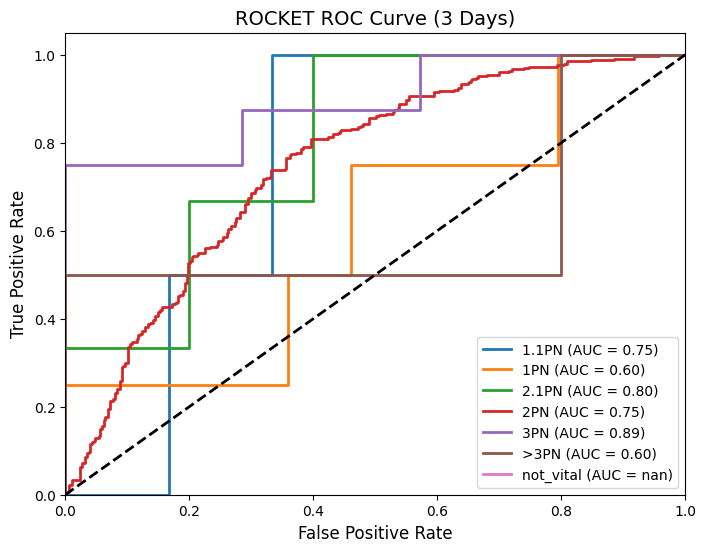 ROCKET ROC Curve (3 Days)
True Positive Rate
1.0
0.8
0.6
0.4
0.2
0.0
0.0 0.2 0.4 0.6 0.8 1.0
False Positive Rate
1.1PN (AUC = 0.75)
1PN (AUC = 0.60)
2.1PN (AUC = 0.80)
2PN (AUC = 0.75)
3PN (AUC = 0.89)
>3PN (AUC = 0.60)
not_vital (AUC = nan)